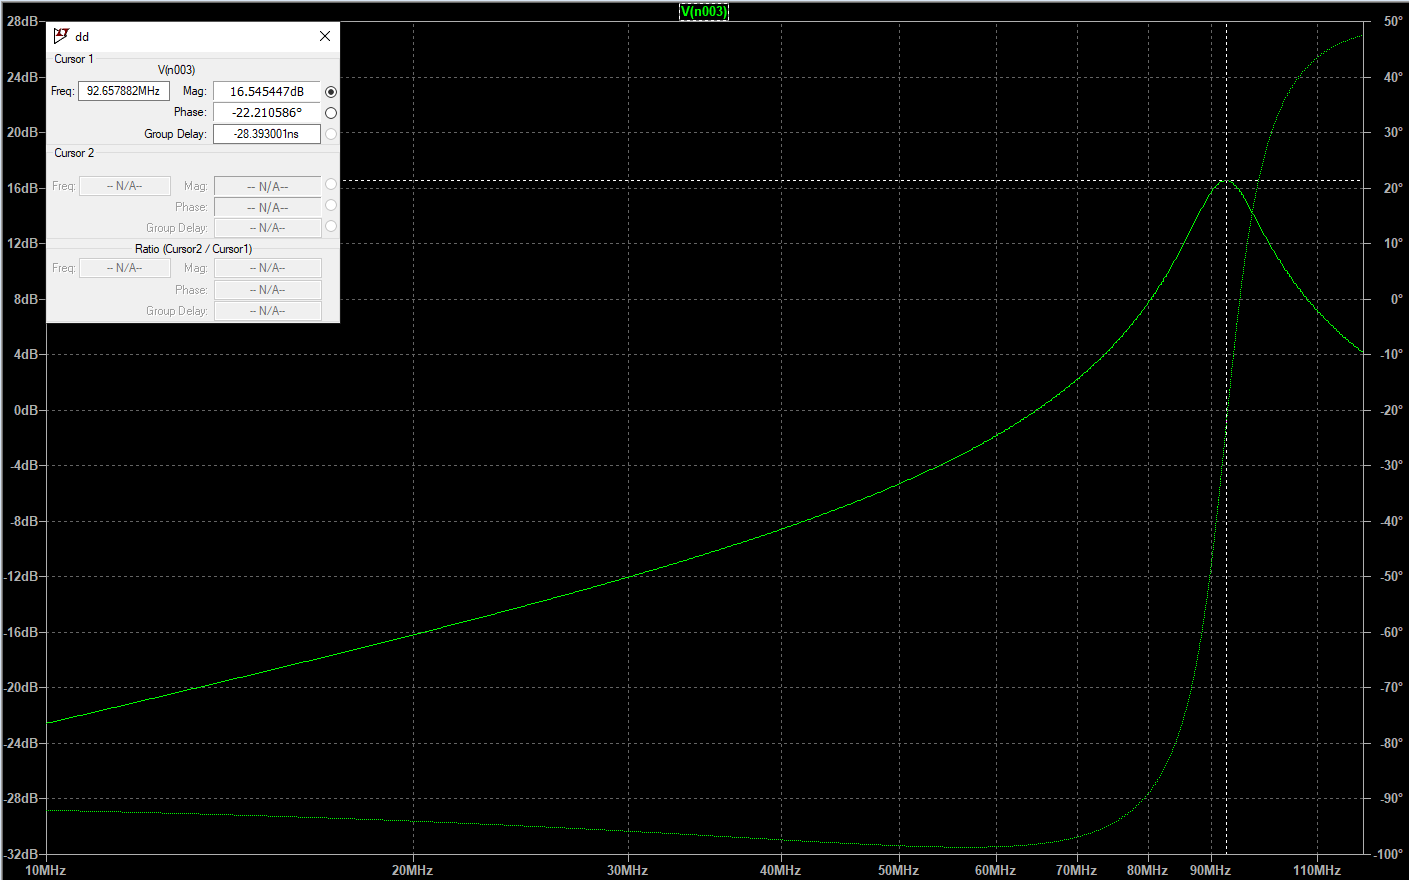 V(n003)
dd
Cursor 1
V(n003)
Freq: 92.657882MHz Mag: 16.545447dB
Phase: -22.210586°
Group Delay: -28.393001ns
Cursor 2
Freq: -- N/A-- Mag: -- N/A--
Phase: -- N/A--
Group Delay: -- N/A--
Ratio (Cursor2 / Cursor1)
Freq: -- N/A-- Mag: -- N/A--
Phase: -- N/A--
Group Delay: -- N/A--
28dB
24dB
20dB
16dB
12dB
8dB
4dB
0dB
-4dB
-8dB
-12dB
-16dB
-20dB
-24dB
-28dB
-32dB
50°
40°
30°
20°
10°
0°
-10°
-20°
-30°
-40°
-50°
-60°
-70°
-80°
-90°
-100°
10MHz 20MHz 30MHz 40MHz 50MHz 60MHz 70MHz 80MHz 90MHz 110MHz